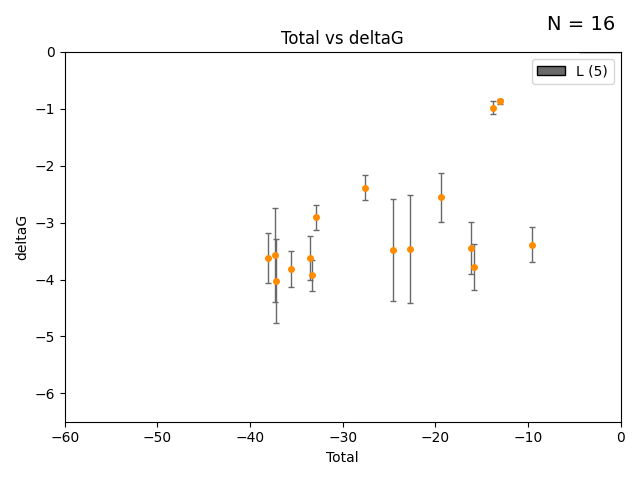 N = 16
Total vs deltaG
L (5)
deltaG
0
−1
−2
−3
−4
−5
−6
−60 −50 −40 −30 −20 −10 0
Total